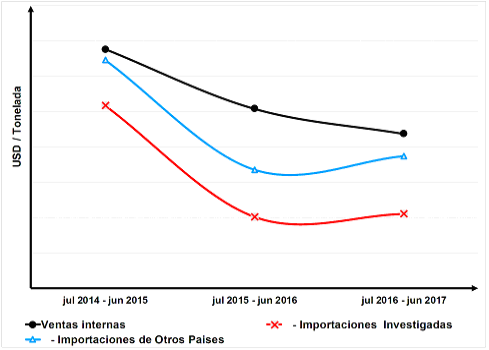 USD / Tonelada
jul 2014 - jun 2015 jul 2015 - jun 2016 jul 2016 - jun 2017
Ventas internas - Importaciones Investigadas
- Importaciones de Otros Paises